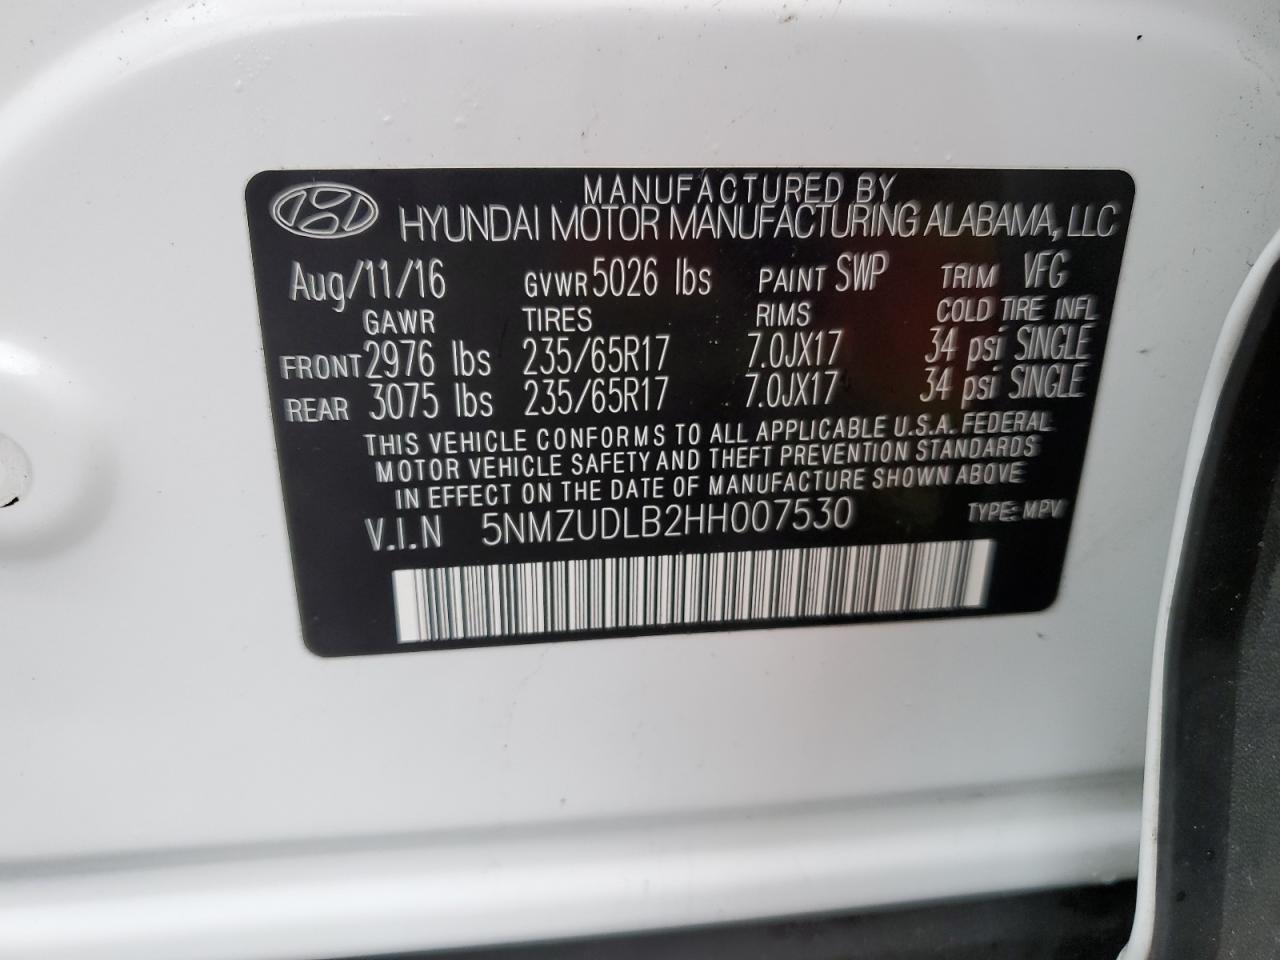 MANUFACTURED BY
HYUNDAI MOTOR MANUFACTURING ALABAMA, LLC
Aug/11/16 GVWR 5026 lbs PAINT SWP TRIM VFG
GAWR TIRES RIMS COLD TIRE INFL
FRONT 2976 lbs 235/65R17 7.0JX17 34 psi SINGLE
REAR 3075 lbs 235/65R17 7.0JX17 34 psi SINGLE
THIS VEHICLE CONFORMS TO ALL APPLICABLE U.S.A. FEDERAL
MOTOR VEHICLE SAFETY AND THEFT PREVENTION STANDARDS
IN EFFECT ON THE DATE OF MANUFACTURE SHOWN ABOVE
V.I.N 5NMZUDLB2HH007530 TYPE: MPV